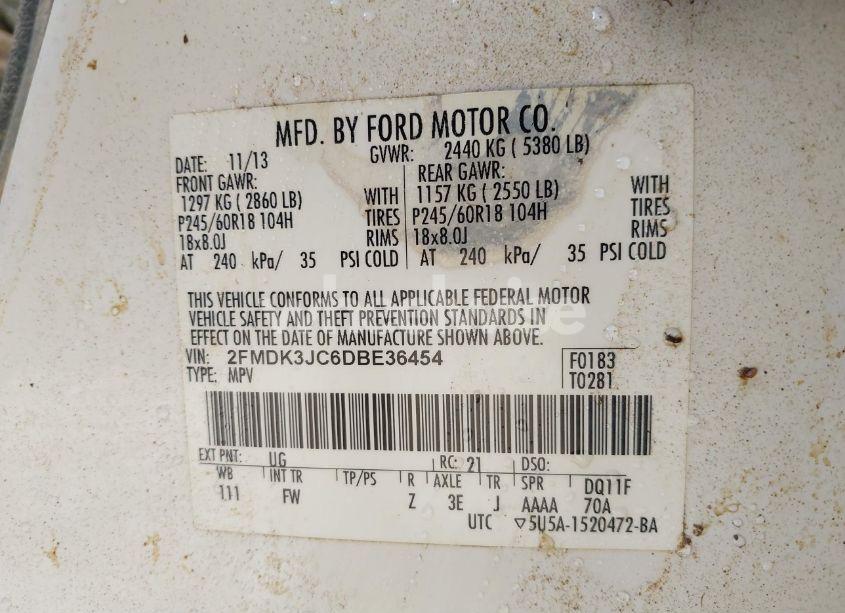 MFD. BY FORD MOTOR CO.
DATE: 11/13 GVWR: 2440 KG ( 5380 LB)
FRONT GAWR: REAR GAWR:
1297 KG ( 2860 LB) WITH 1157 KG ( 2550 LB) WITH
P245/60R18 104H TIRES P245/60R18 104H TIRES
18x8.0J RIMS 18x8.0J RIMS
AT 240 kPa/ 35 PSI COLD AT 240 kPa/ 35 PSI COLD
THIS VEHICLE CONFORMS TO ALL APPLICABLE FEDERAL MOTOR
VEHICLE SAFETY AND THEFT PREVENTION STANDARDS IN
EFFECT ON THE DATE OF MANUFACTURE SHOWN ABOVE.
VIN: 2FMDK3JC6DBE36454 F0183
TYPE: MPV T0281
EXT PNT: UG RC: 21 DSO:
WB INT TR TP/PS R AXLE TR SPR DQ11F
111 FW Z 3E J AAAA 70A
UTC ▽5U5A-1520472-BA